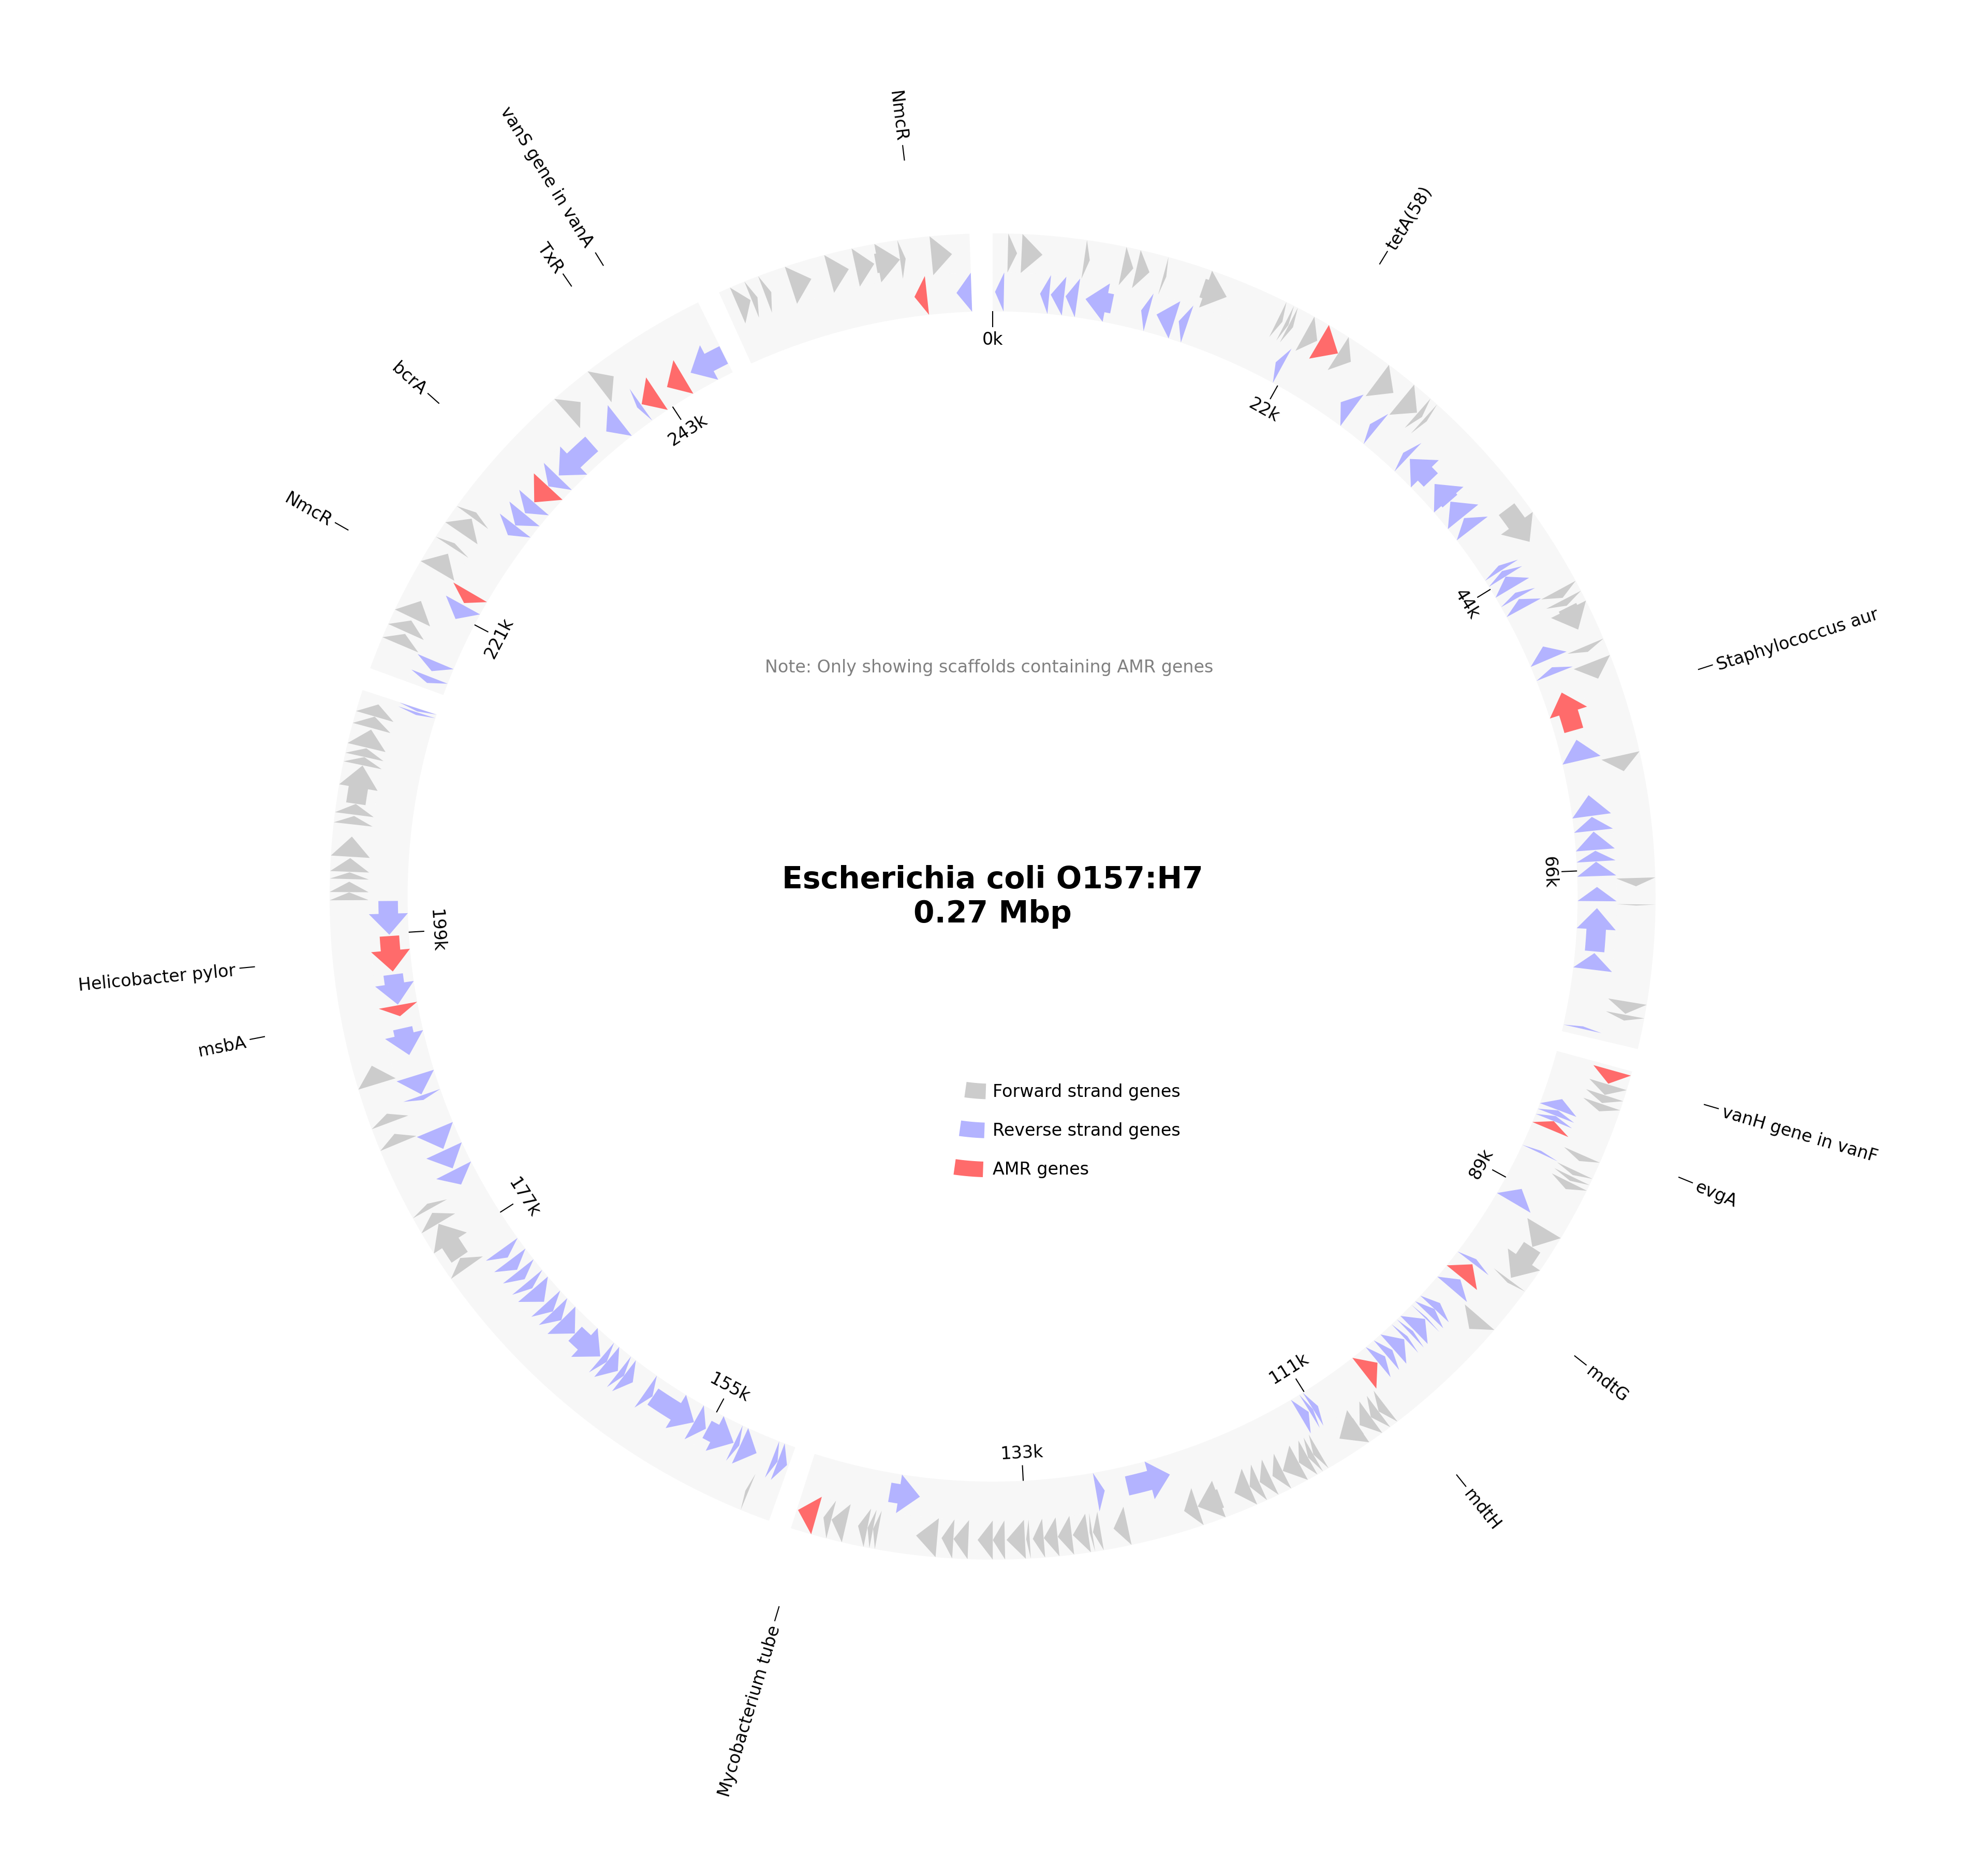 NmcR
vanS gene in vanA
TxR
tetA(58)
bcrA
NmcR
0k
22k
243k
44k
221k
Staphylococcus aur
Note: Only showing scaffolds containing AMR genes
66k
Escherichia coli O157:H7
0.27 Mbp
199k
Helicobacter pylor
msbA
Forward strand genes
Reverse strand genes
AMR genes
vanH gene in vanF
89k
evgA
177k
111k
155k
mdtG
133k
mdtH
Mycobacterium tube